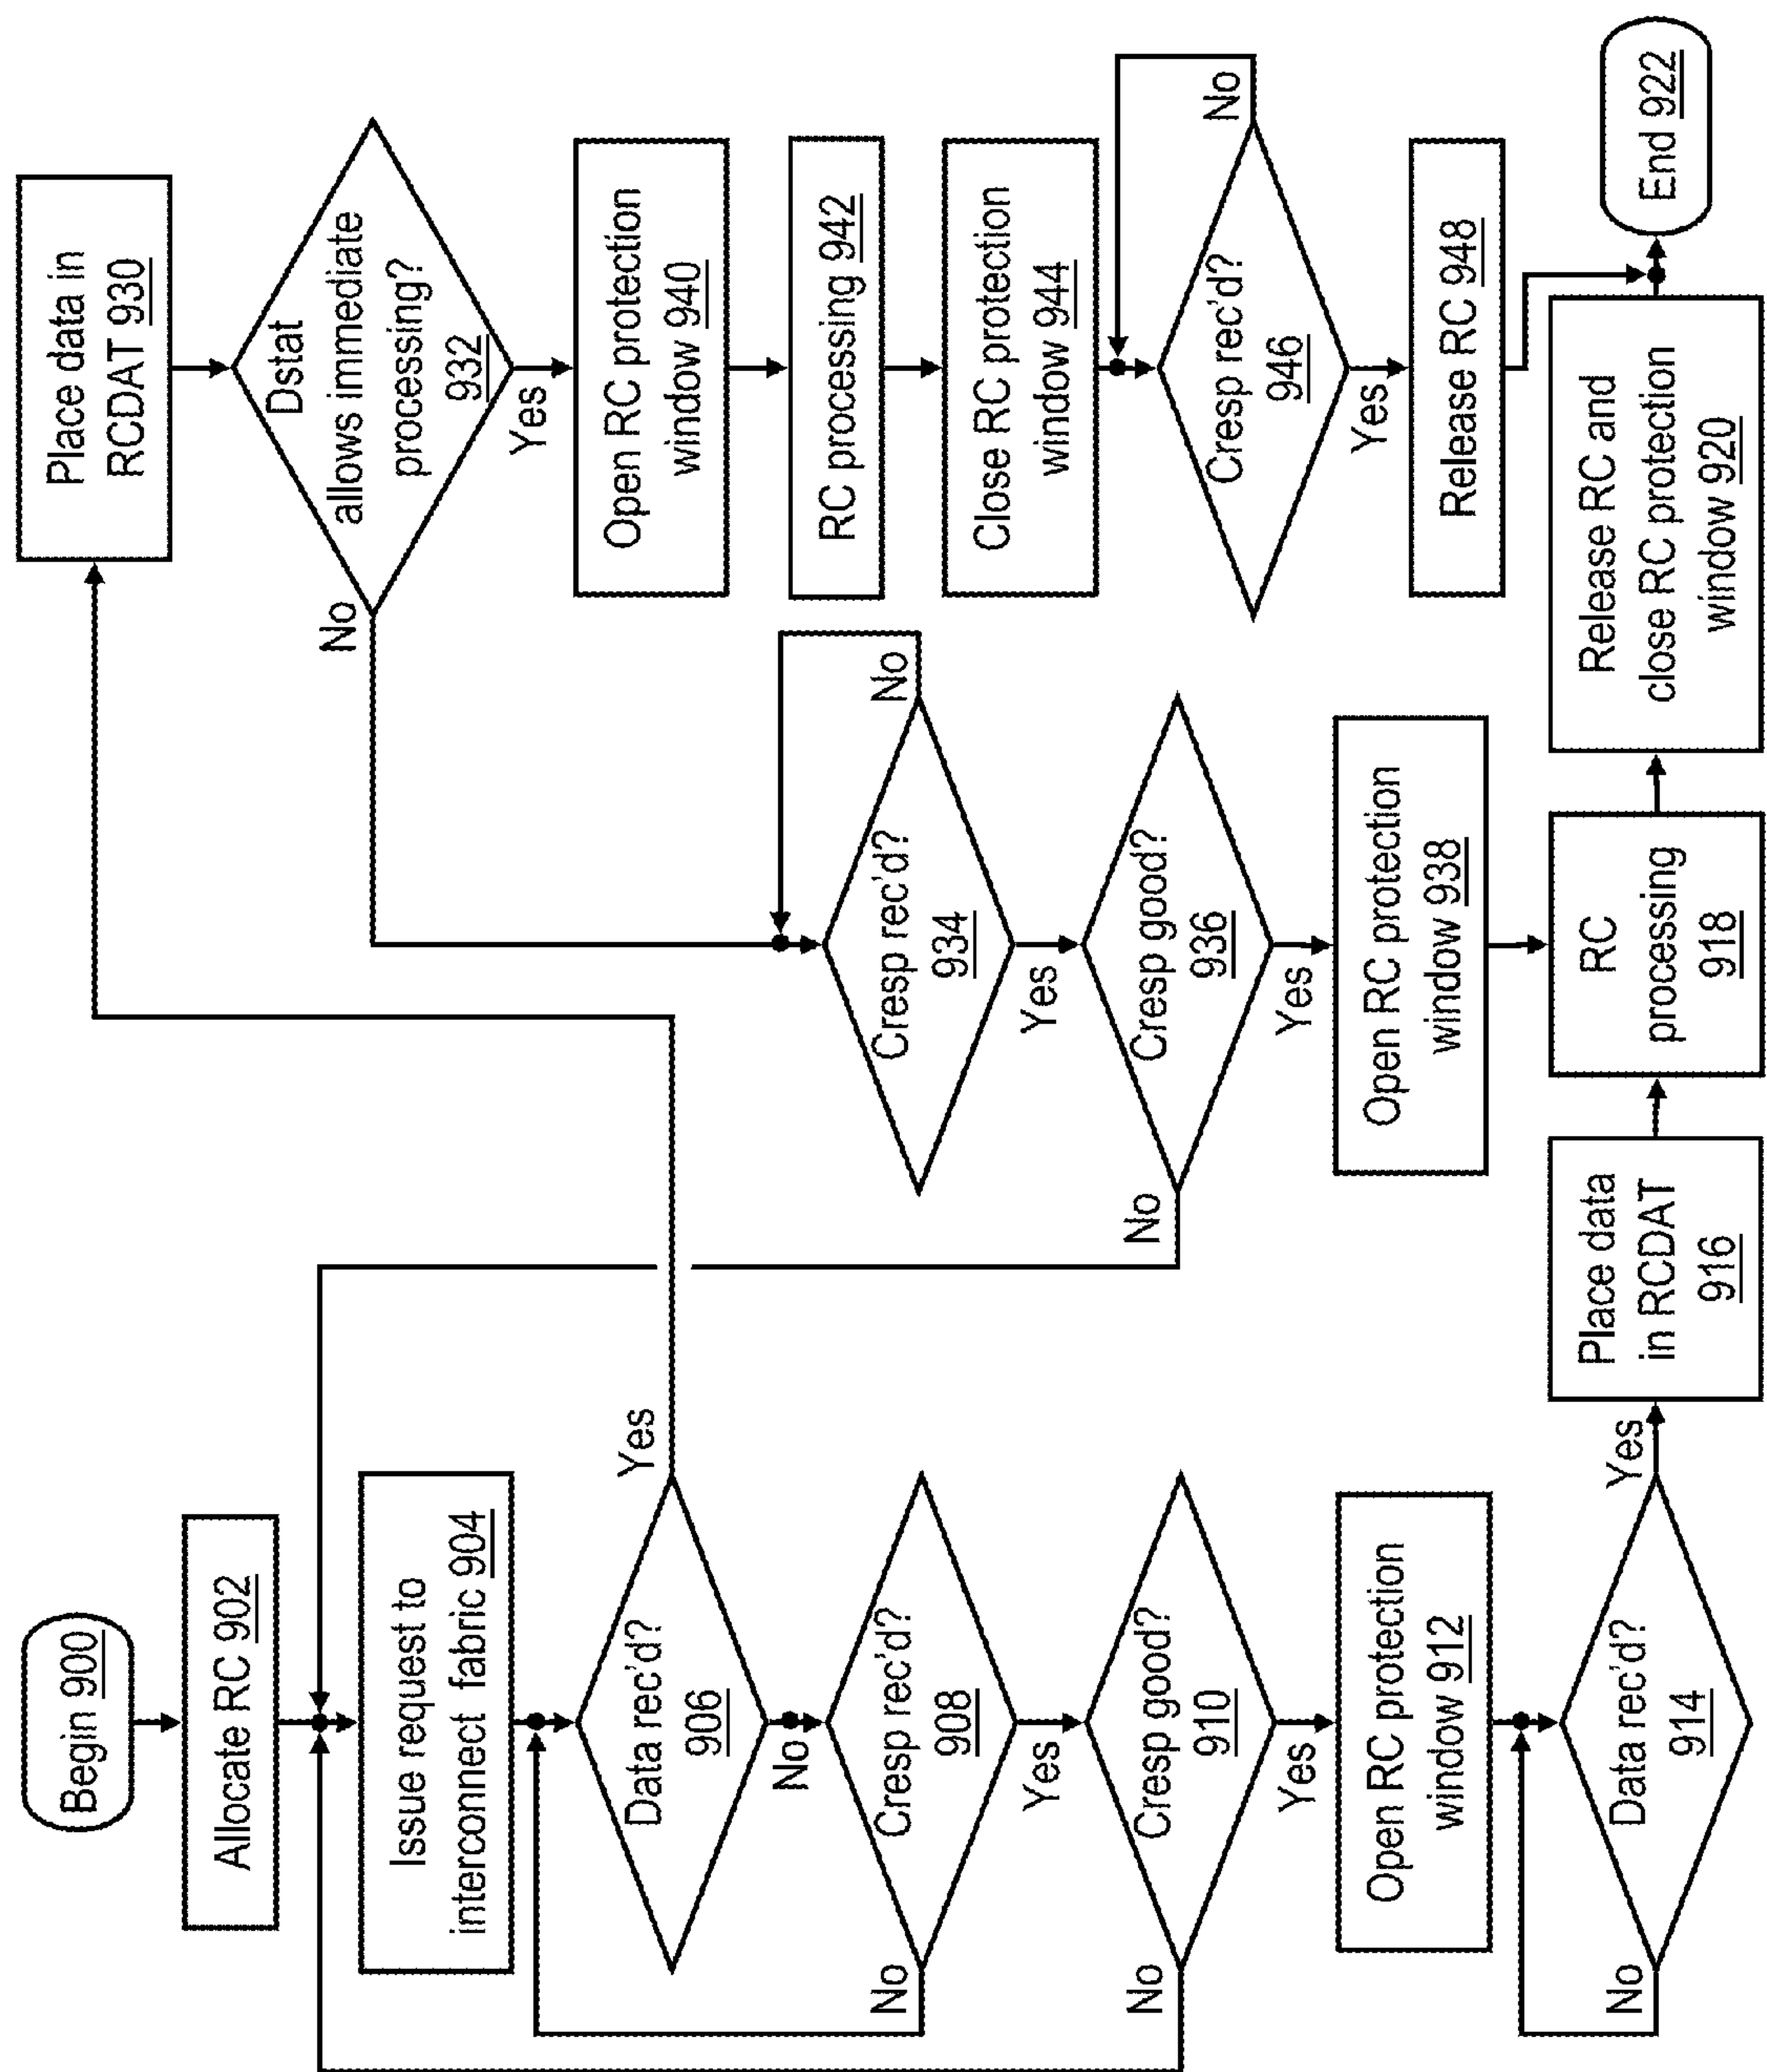 Begin 900
Allocate RC 902
Issue request to
interconnect fabric 904
Data rec'd?
906
Yes
No
Cresp rec'd?
908
No
Yes
Cresp good?
910
No
Yes
Open RC protection
window 912
Data rec'd?
914
No
Yes
Place data
in RCDAT
916
RC
processing
918
Release RC and
close RC protection
window 920
End 922
Place data in
RCDAT 930
Dstat
allows immediate
processing?
932
No
Yes
Cresp rec'd?
934
No
Yes
Cresp good?
936
No
Yes
Open RC protection
window 938
Open RC protection
window 940
RC processing 942
Close RC protection
window 944
Cresp rec'd?
946
No
Yes
Release RC 948